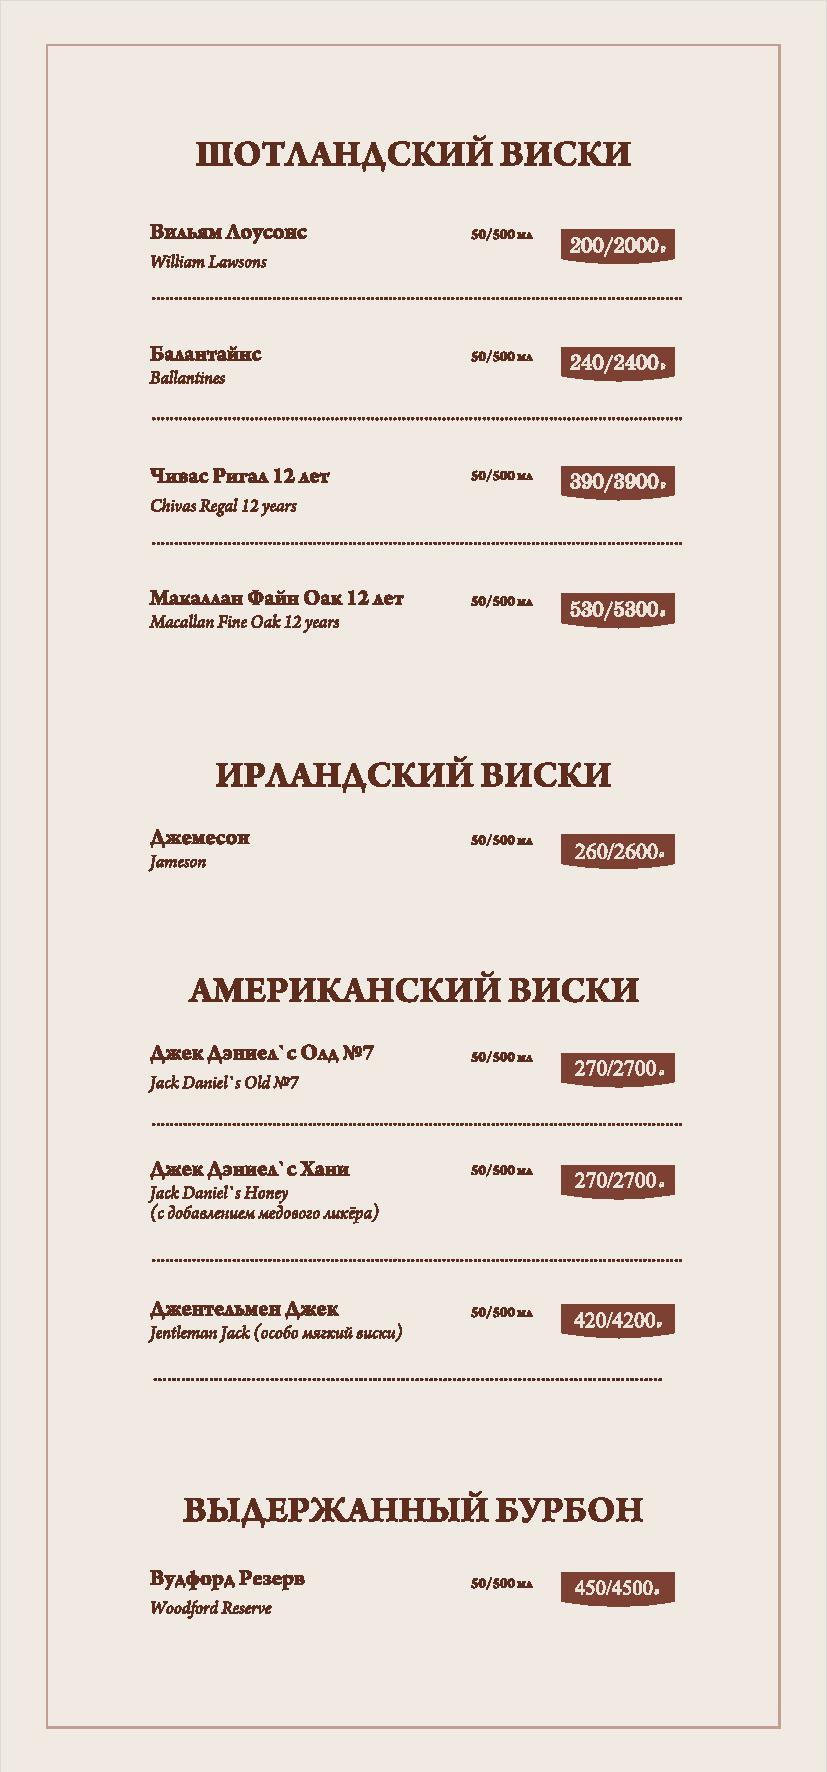 ШОТЛАНДСКИЙ ВИСКИ
Вильям Лоусонс 50/500 мл 200/2000р
William Lawsons
Балантайнс 50/500 мл 240/2400р
Ballantines
Чивас Ригал 12 лет 50/500 мл 390/3900р
Chivas Regal 12 years
Макаллан Файн Оак 12 лет 50/500 мл 530/5300р
Macallan Fine Oak 12 years
ИРЛАНДСКИЙ ВИСКИ
Джемесон 50/500 мл 260/2600р
Jameson
АМЕРИКАНСКИЙ ВИСКИ
Джек Дэниел`с Олд №7 50/500 мл 270/2700р
Jack Daniel`s Old №7
Джек Дэниел`с Хани 50/500 мл 270/2700р
Jack Daniel`s Honey
(с добавлением медового ликёра)
Джентельмен Джек 50/500 мл 420/4200р
Jentleman Jack (особо мягкий виски)
ВЫДЕРЖАННЫЙ БУРБОН
Вудфорд Резерв 50/500 мл 450/4500р
Woodford Reserve